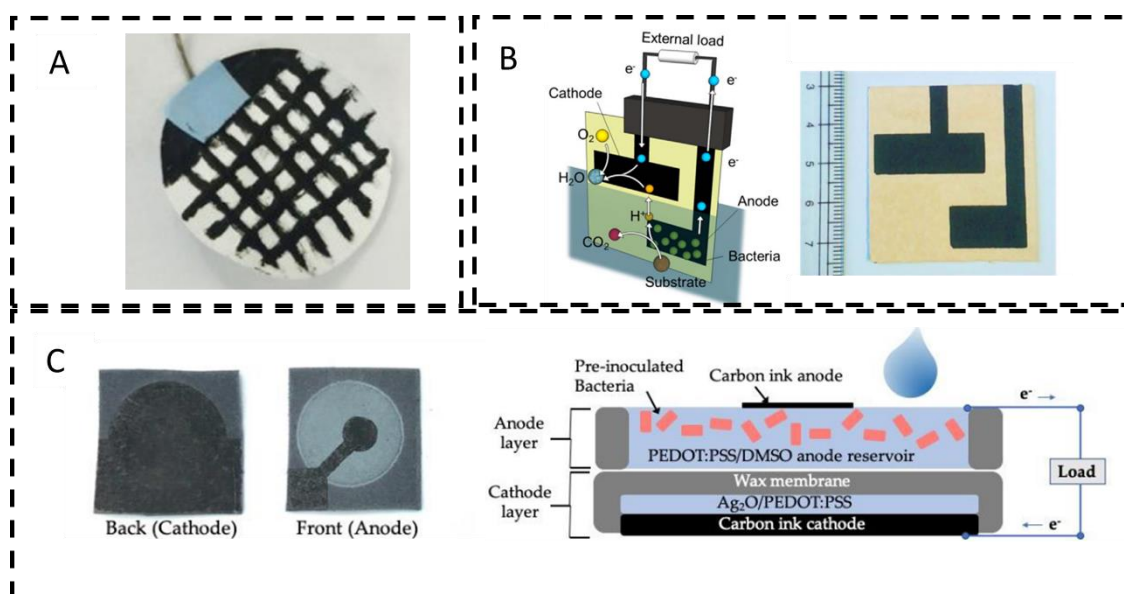 A
B
External load
e-
e-
Cathode
O2
e-
H2O
H+
Anode
CO2
Bacteria
Substrate
3
4
5
6
7
C
Back (Cathode)
Front (Anode)
Pre-inoculated
Bacteria
Carbon ink anode
e-
Anode
layer
PEDOT:PSS/DMSO anode reservoir
Load
Wax membrane
Cathode
layer
Ag2O/PEDOT:PSS
Carbon ink cathode
e-